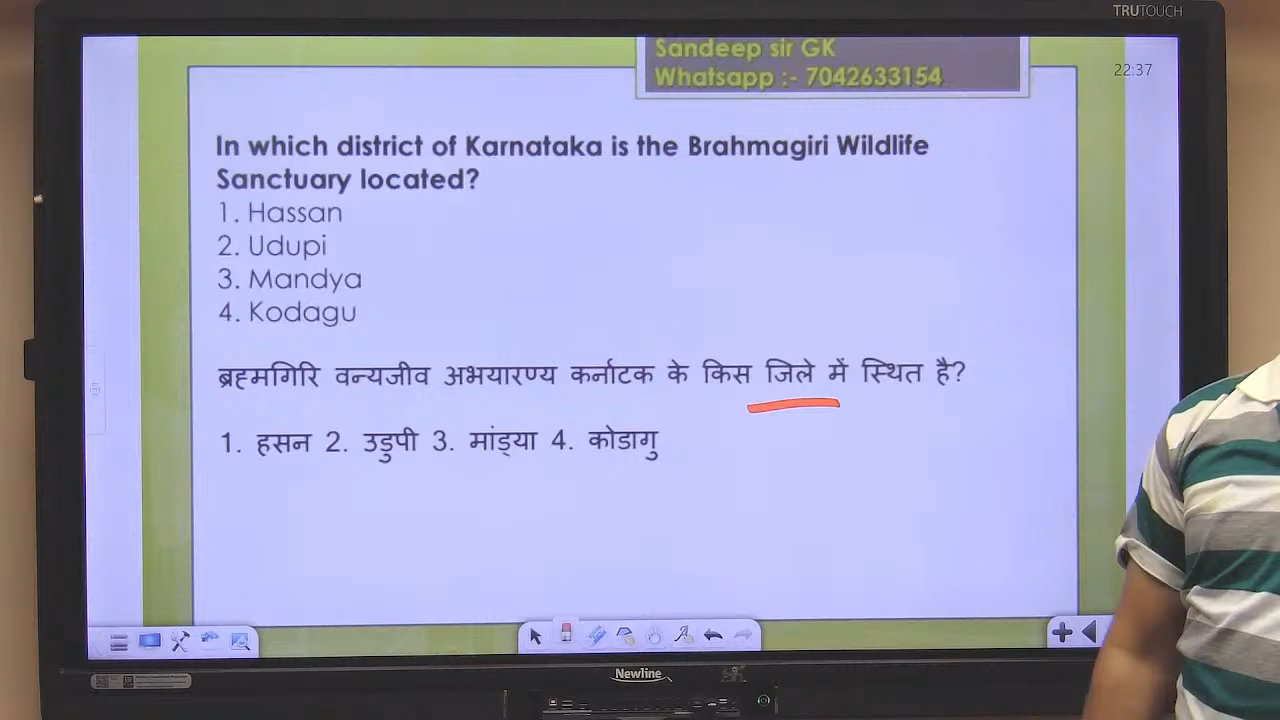 TRUTOUCH
Sandeep sir GK
Whatsapp :- 7042633154
22:37
In which district of Karnataka is the Brahmagiri Wildlife
Sanctuary located?
1. Hassan
2. Udupi
3. Mandya
4. Kodagu
ब्रहमगिरि वन्यजीव अभयारण्य कर्नाटक के किस जिले में स्थित है?
1. हसन 2. उडुपी 3. मांड्या 4. कोडागु
Newline